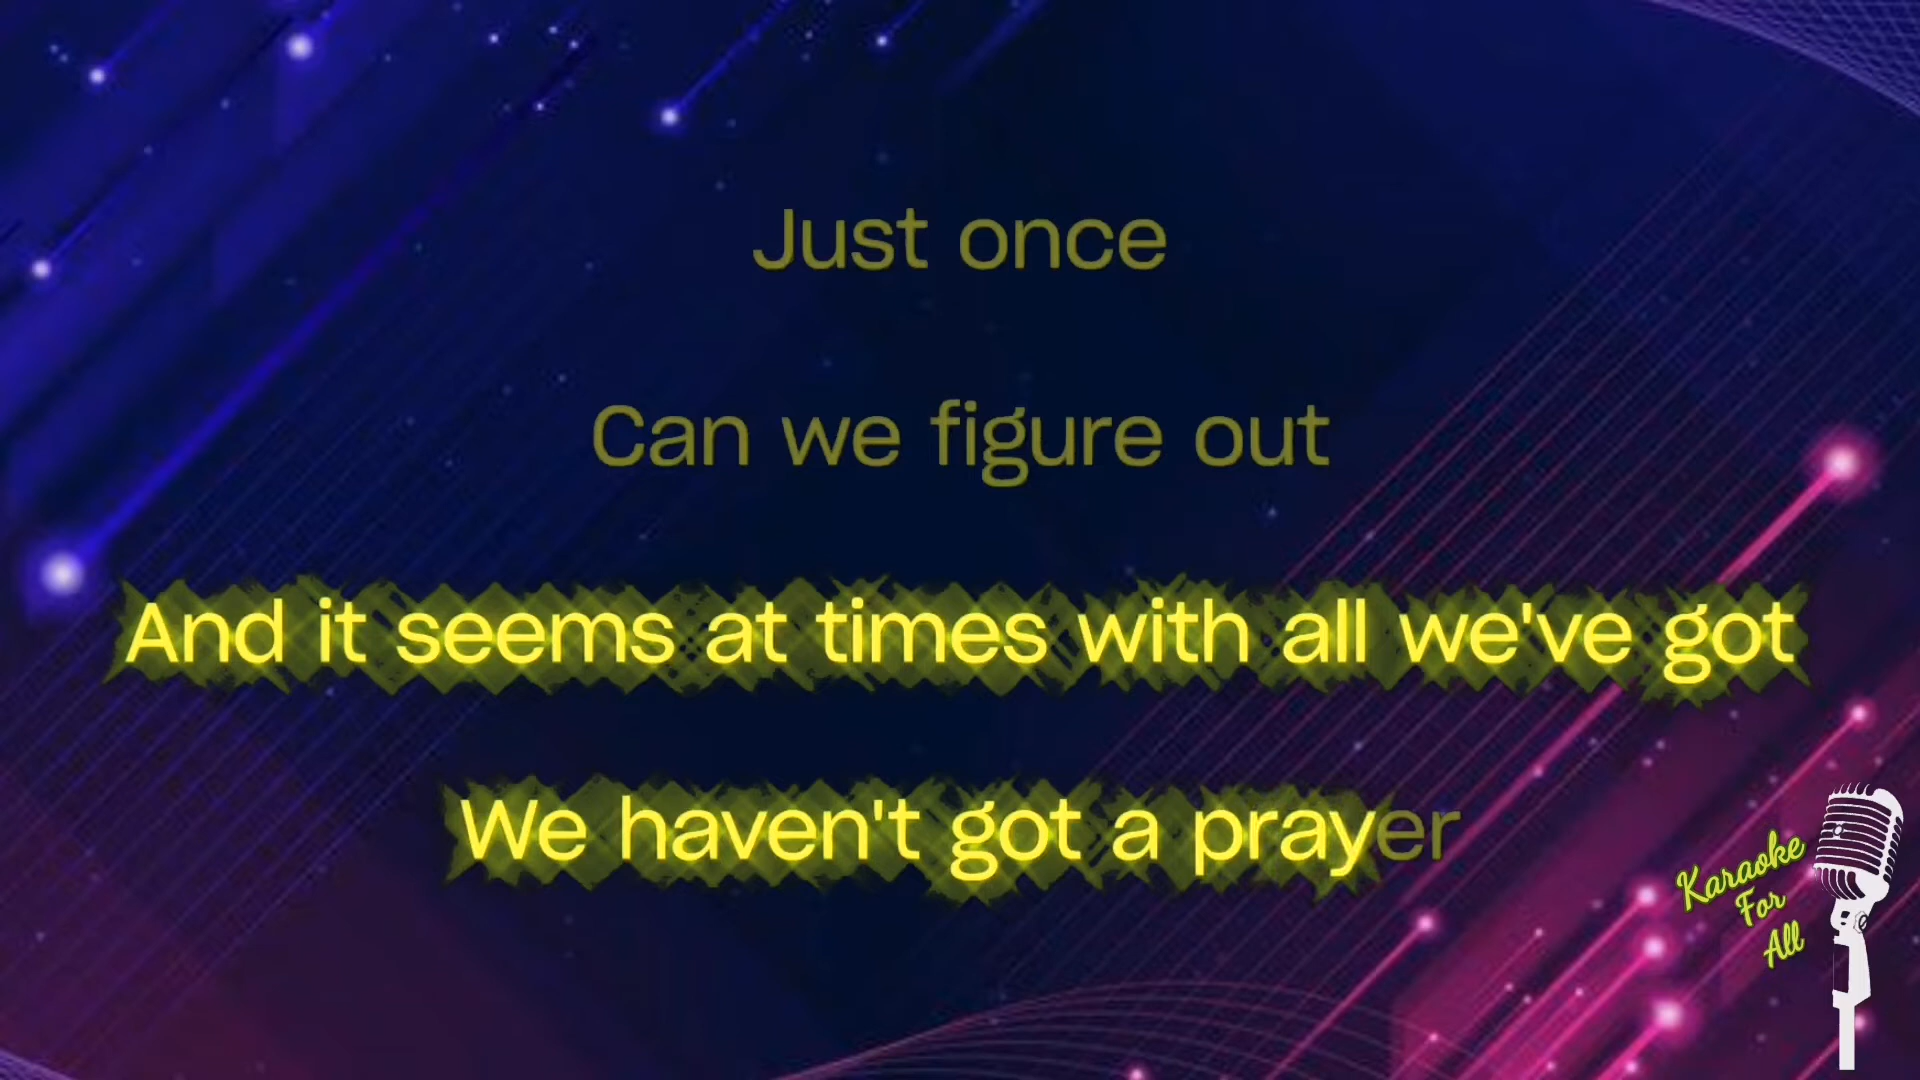 Just once
Can we figure out
And it seems at times with all we've got
We haven't got a prayer
Karaoke
For
All